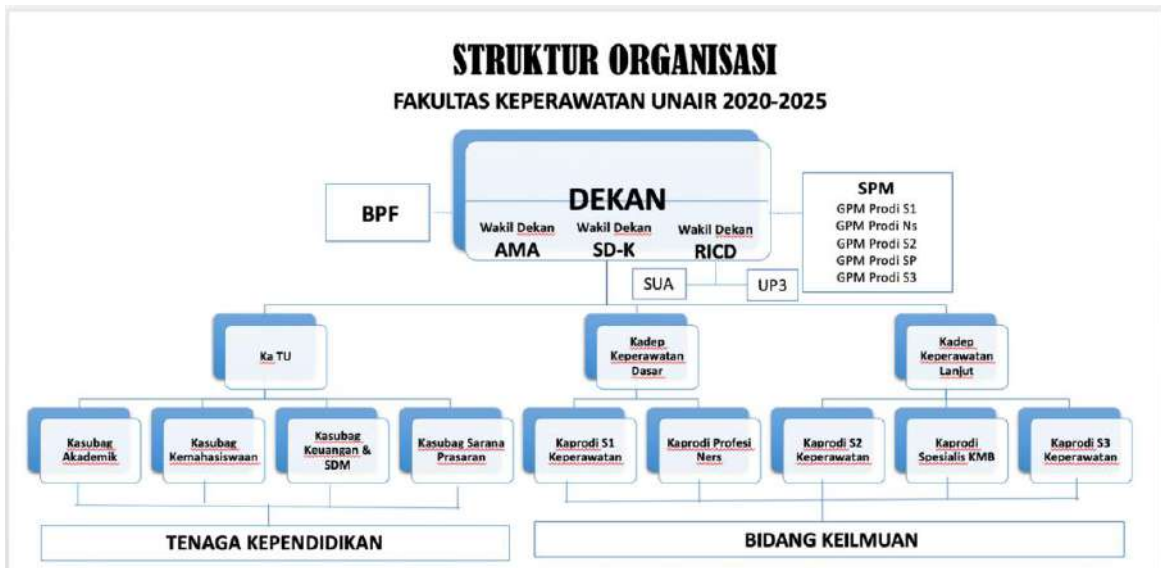 STRUKTUR ORGANISASI
FAKULTAS KEPERAWATAN UNAIR 2020-2025
BPF
DEKAN
Wakil Dekan
AMA
Wakil Dekan
SD-K
Wakil Dekan
RICD
SPM
GPM Prodi S1
GPM Prodi Ns
GPM Prodi S2
GPM Prodi SP
GPM Prodi S3
SUA
UP3
Ka TU
Kadep
Keperawatan
Dasar
Kadep
Keperawatan
Lanjut
Kasubag
Akademik
Kasubag
Kemahasiswaan
Kasubag
Keuangan &
SDM
Kasubag Sarana
Prasaran
Kaprodi S1
Keperawatan
Kaprodi Profesi
Ners
Kaprodi S2
Keperawatan
Kaprodi
Spesialis KMB
Kaprodi S3
Keperawatan
TENAGA KEPENDIDIKAN
BIDANG KEILMUAN